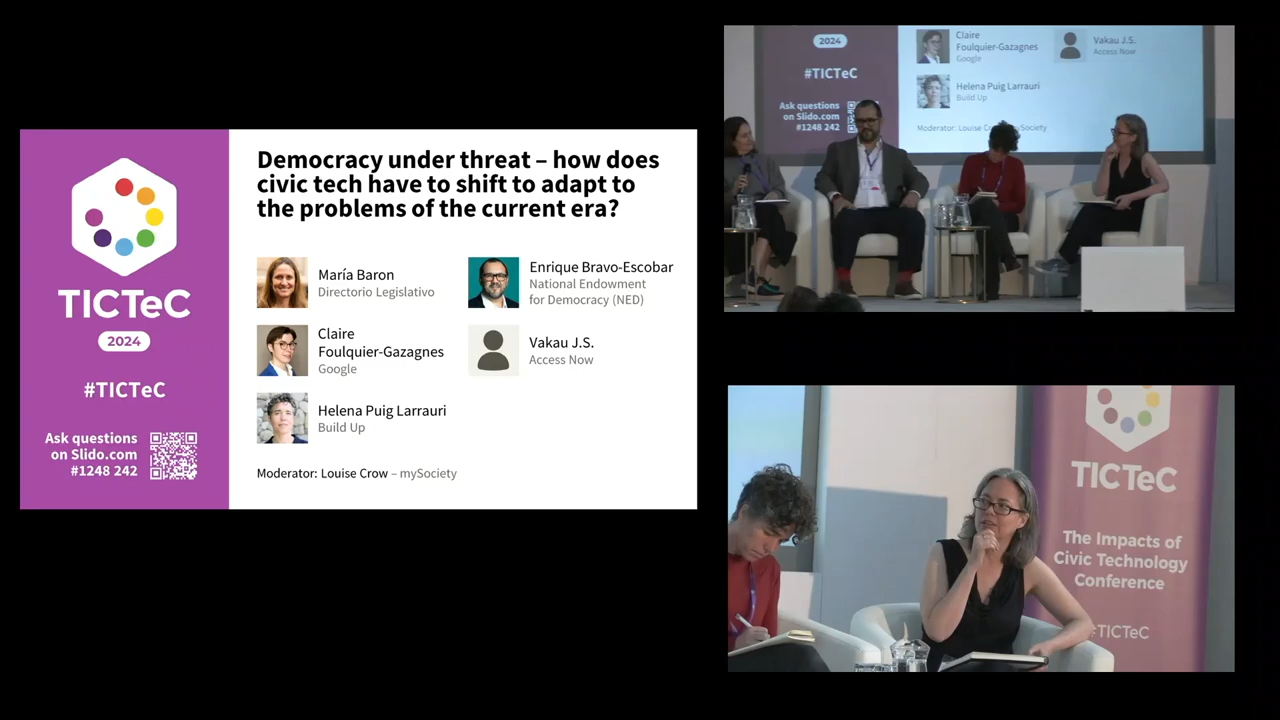 Democracy under threat – how does
civic tech have to shift to adapt to
the problems of the current era?
TICTeC
2024
#TICTeC
Ask questions
on Slido.com
#1248 242
María Baron
Directorio Legislativo
Enrique Bravo-Escobar
National Endowment
for Democracy (NED)
Claire
Foulquier-Gazagnes
Google
Vakau J.S.
Access Now
Helena Puig Larrauri
Build Up
Moderator: Louise Crow – mySociety
2024
#TICTeC
Ask questions
on Slido.com
#1248 242
Claire
Foulquier-Gazagnes
Google
Vakau J.S.
Access Now
Helena Puig Larrauri
Build Up
Moderator: Louise Society
TICTeC
The Impacts of
Civic Technology
Conference
#TICTeC